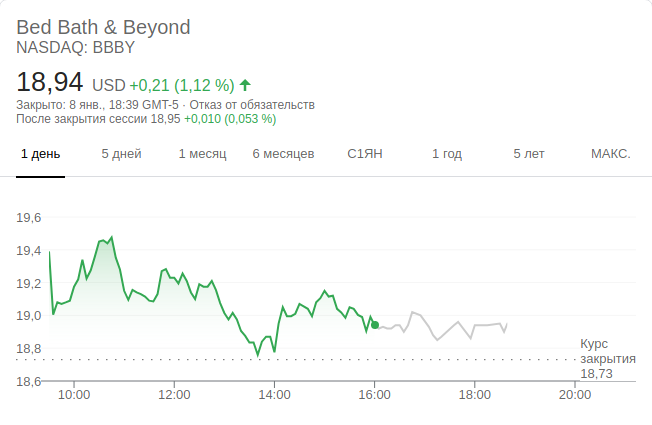 Bed Bath & Beyond
NASDAQ: BBBY
18,94 USD +0,21 (1,12 %)
Закрыто: 8 янв., 18:39 GMT-5 · Отказ от обязательств
После закрытия сессии 18,95 +0,010 (0,053 %)
1 день 5 дней 1 месяц 6 месяцев С1ЯН 1 год 5 лет МАКС.
19,6
19,4
19,2
19,0
18,8
Курс
закрытия
18,73
18,6
10:00 12:00 14:00 16:00 18:00 20:00